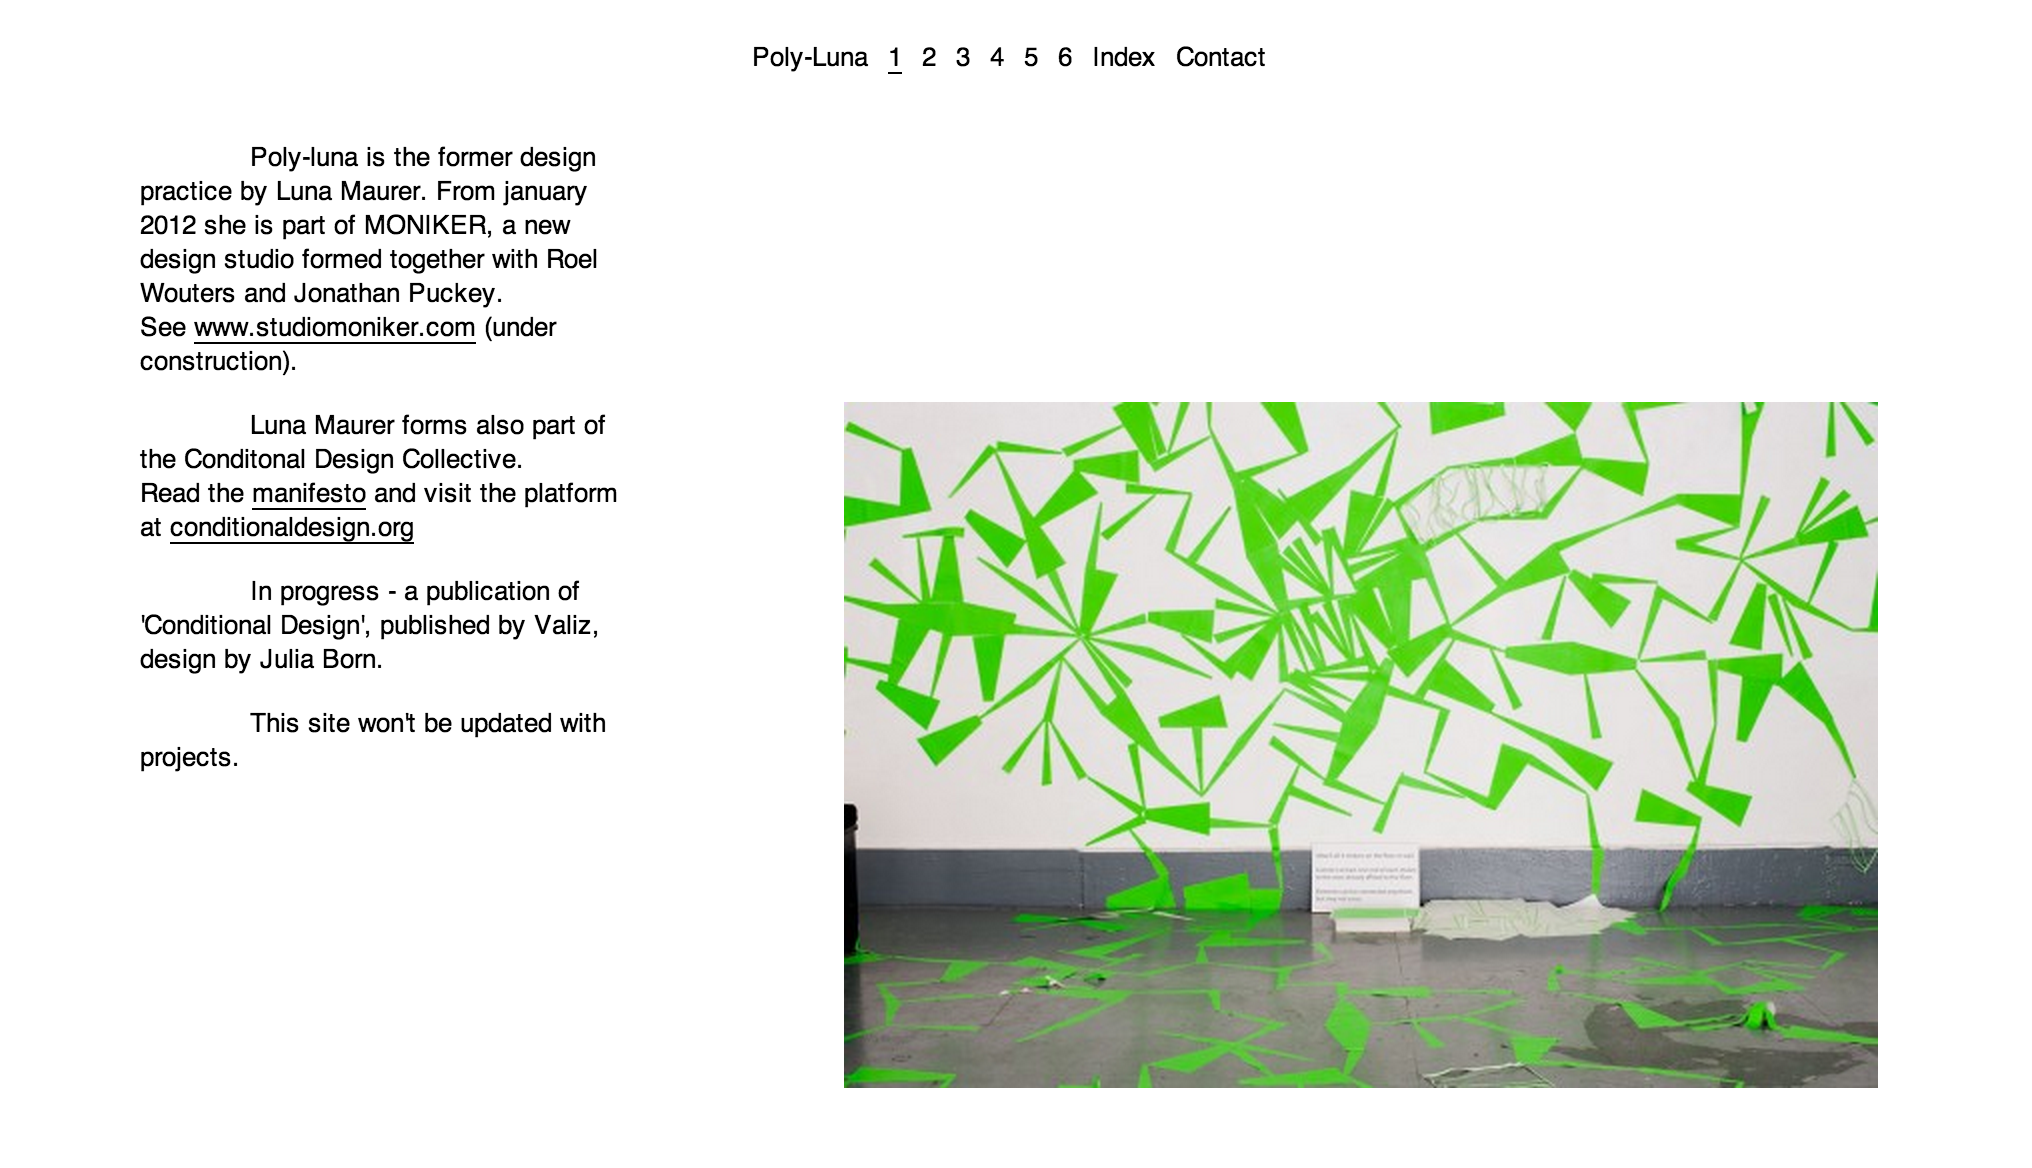 Poly-Luna 1 2 3 4 5 6 Index Contact
Poly-luna is the former design
practice by Luna Maurer. From january
2012 she is part of MONIKER, a new
design studio formed together with Roel
Wouters and Jonathan Puckey.
See www.studiomoniker.com (under
construction).
Luna Maurer forms also part of
the Conditonal Design Collective.
Read the manifesto and visit the platform
at conditionaldesign.org
In progress - a publication of
'Conditional Design', published by Valiz,
design by Julia Born.
This site won't be updated with
projects.